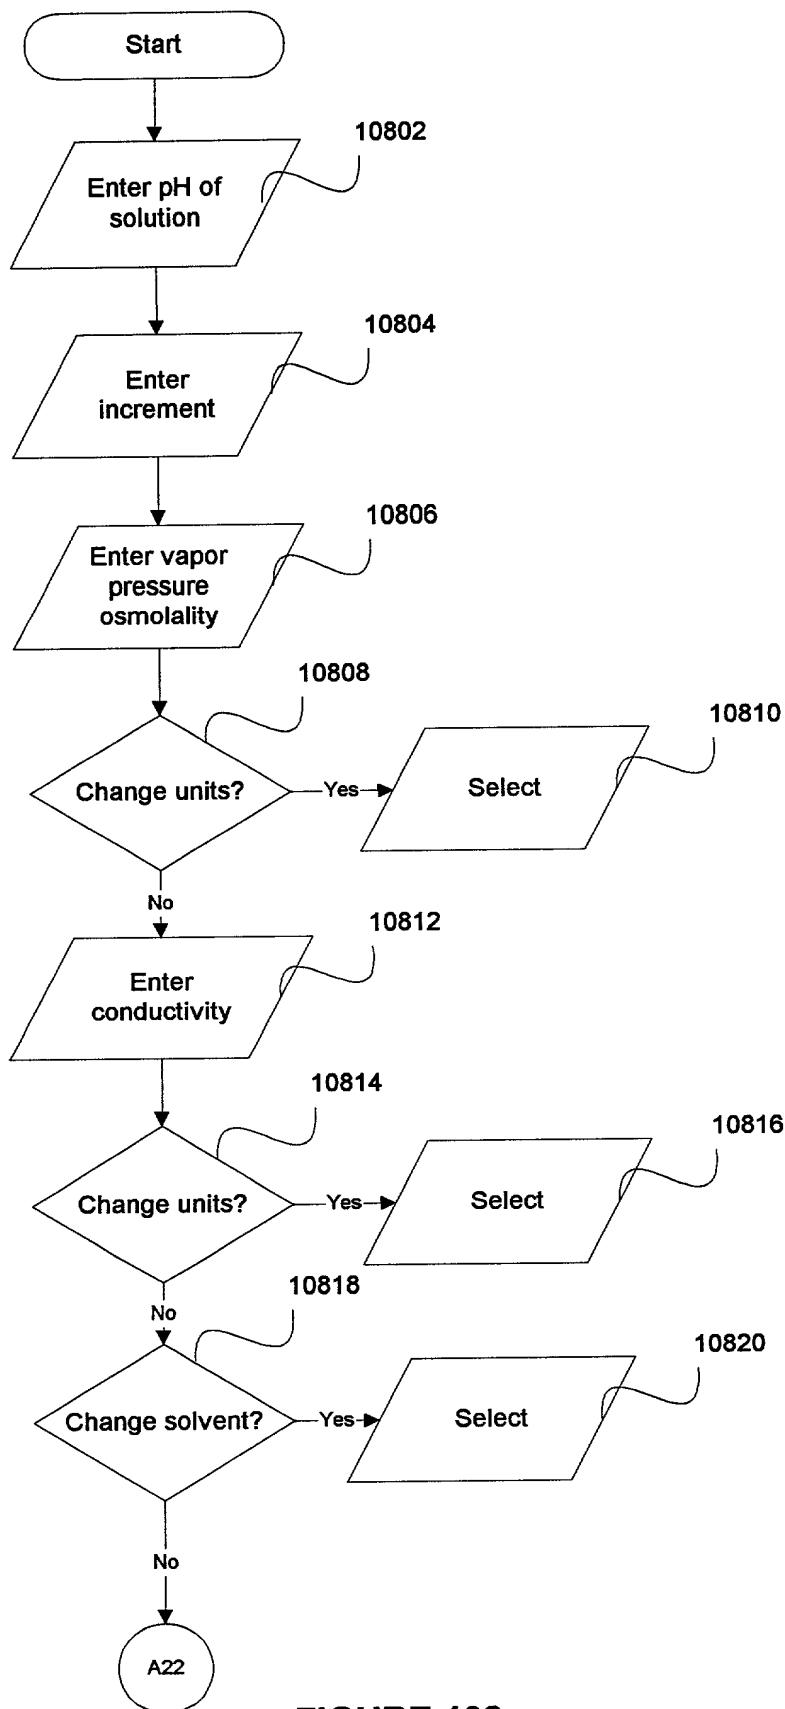 Start
10802
Enter pH of
solution
10804
Enter
increment
10806
Enter vapor
pressure
osmolality
10808
10810
Change units?
Yes
Select
No
10812
Enter
conductivity
10814
10816
Change units?
Yes
Select
No
10818
10820
Change solvent?
Yes
Select
No
A22